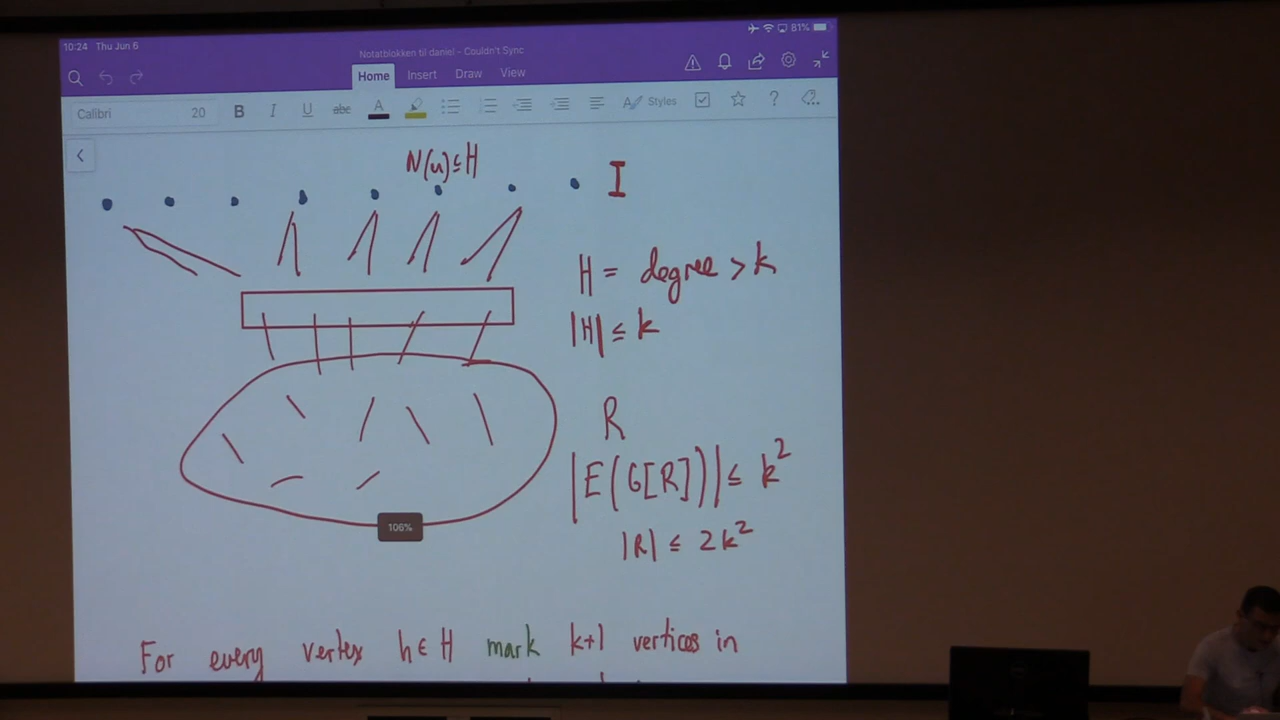 10:24 Thu Jun 6
81%
Notatblokken til daniel - Couldn't Sync
Home Insert Draw View
Calibri 20 B I U abc A Styles
N(u)⊆H
I
H = degree > k
|H| ≤ k
R
|E(G[R])| ≤ k²
|R| ≤ 2k²
106%
For every vertex h ∈ H mark k+1 vertices in